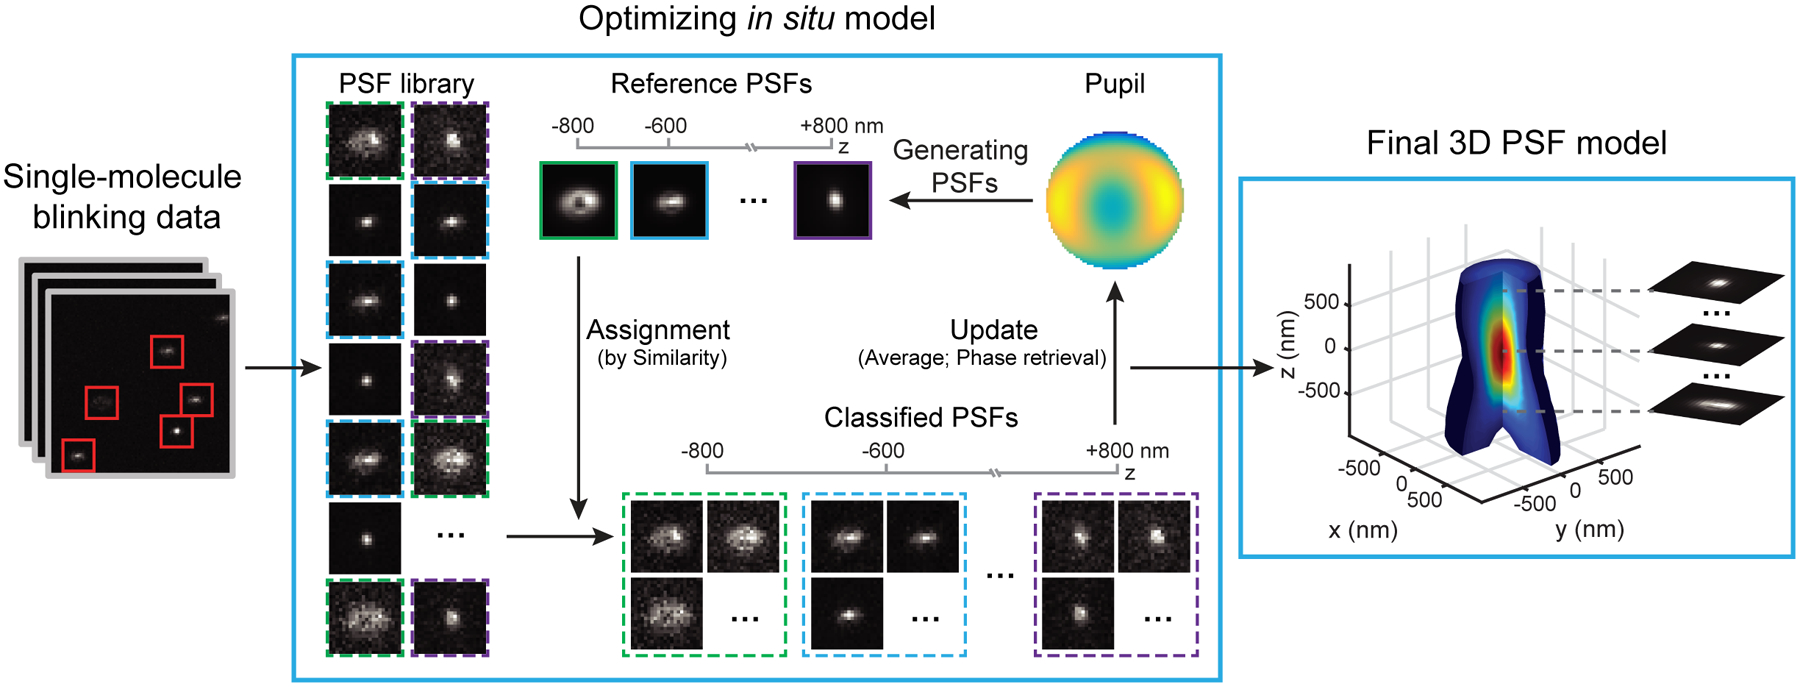 Optimizing in situ model
Single-molecule
blinking data
PSF library
...
Reference PSFs
-800 -600 +800 nm
z
...
Generating
PSFs
Pupil
Assignment
(by Similarity)
Update
(Average; Phase retrieval)
Classified PSFs
-800 -600 +800 nm
z
...
...
...
...
Final 3D PSF model
z (nm)
500
0
-500
-500
0
500
x (nm)
-500
0
500
y (nm)
...
...